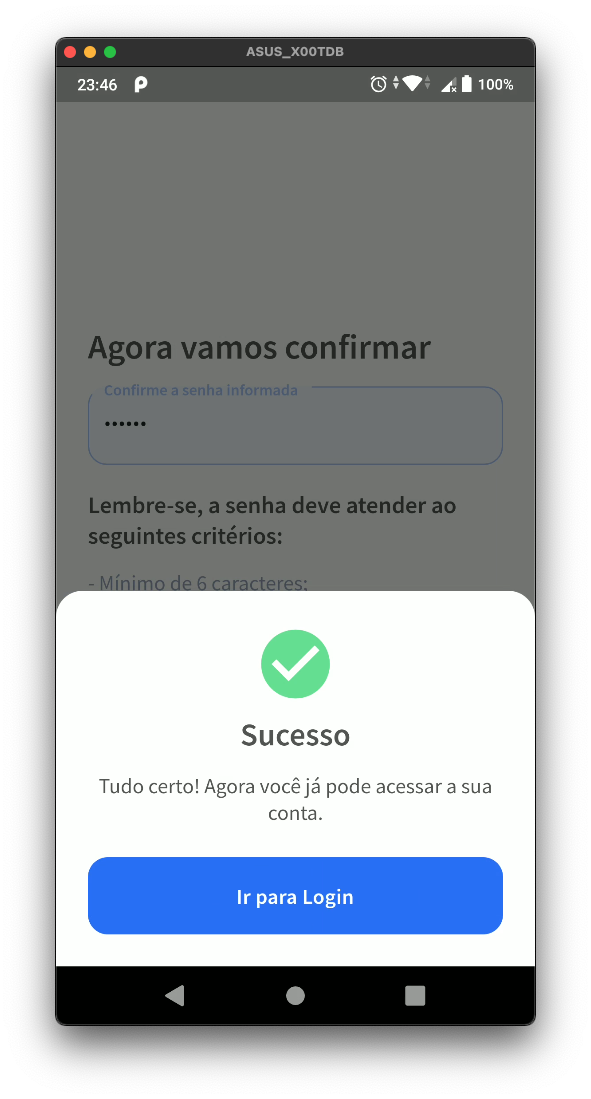 ASUS_X00TDB
23:46 100%
Agora vamos confirmar
Confirme a senha informada
••••••
Lembre-se, a senha deve atender ao
seguintes critérios:
- Mínimo de 6 caracteres;
Sucesso
Tudo certo! Agora você já pode acessar a sua
conta.
Ir para Login